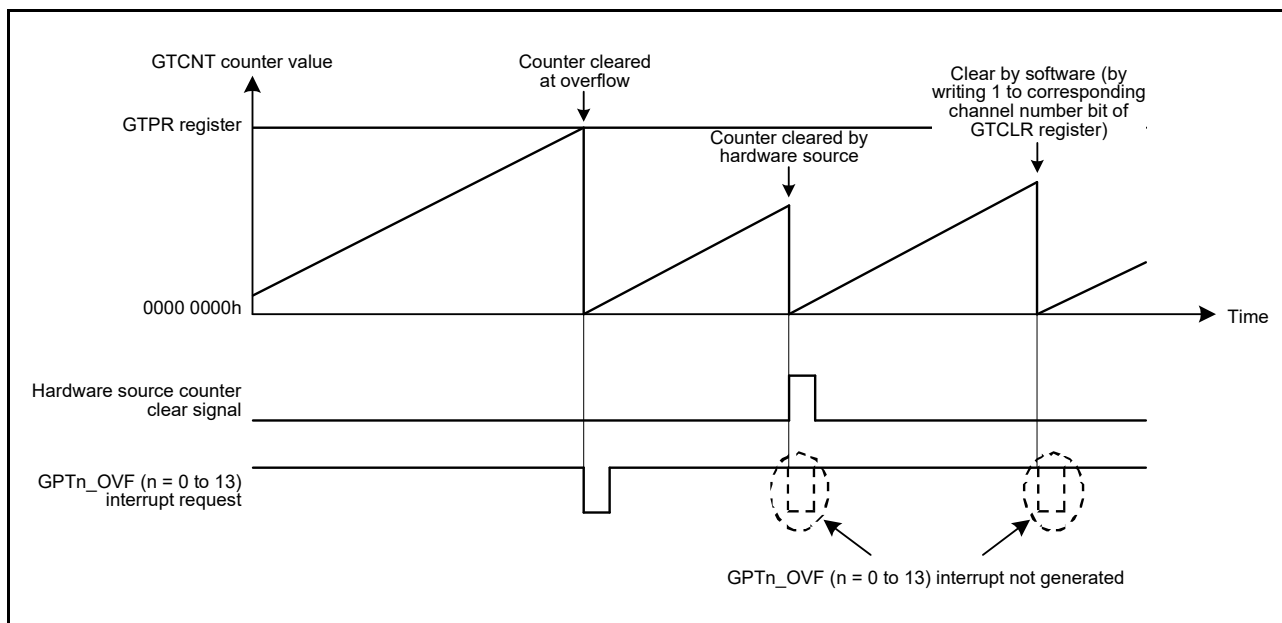 GTCNT counter value
Counter cleared
at overflow
Clear by software (by
writing 1 to corresponding
channel number bit of
GTCLR register)
GTPR register
Counter cleared by
hardware source
0000 0000h
Time
Hardware source counter
clear signal
GPTn_OVF (n = 0 to 13)
interrupt request
GPTn_OVF (n = 0 to 13) interrupt not generated